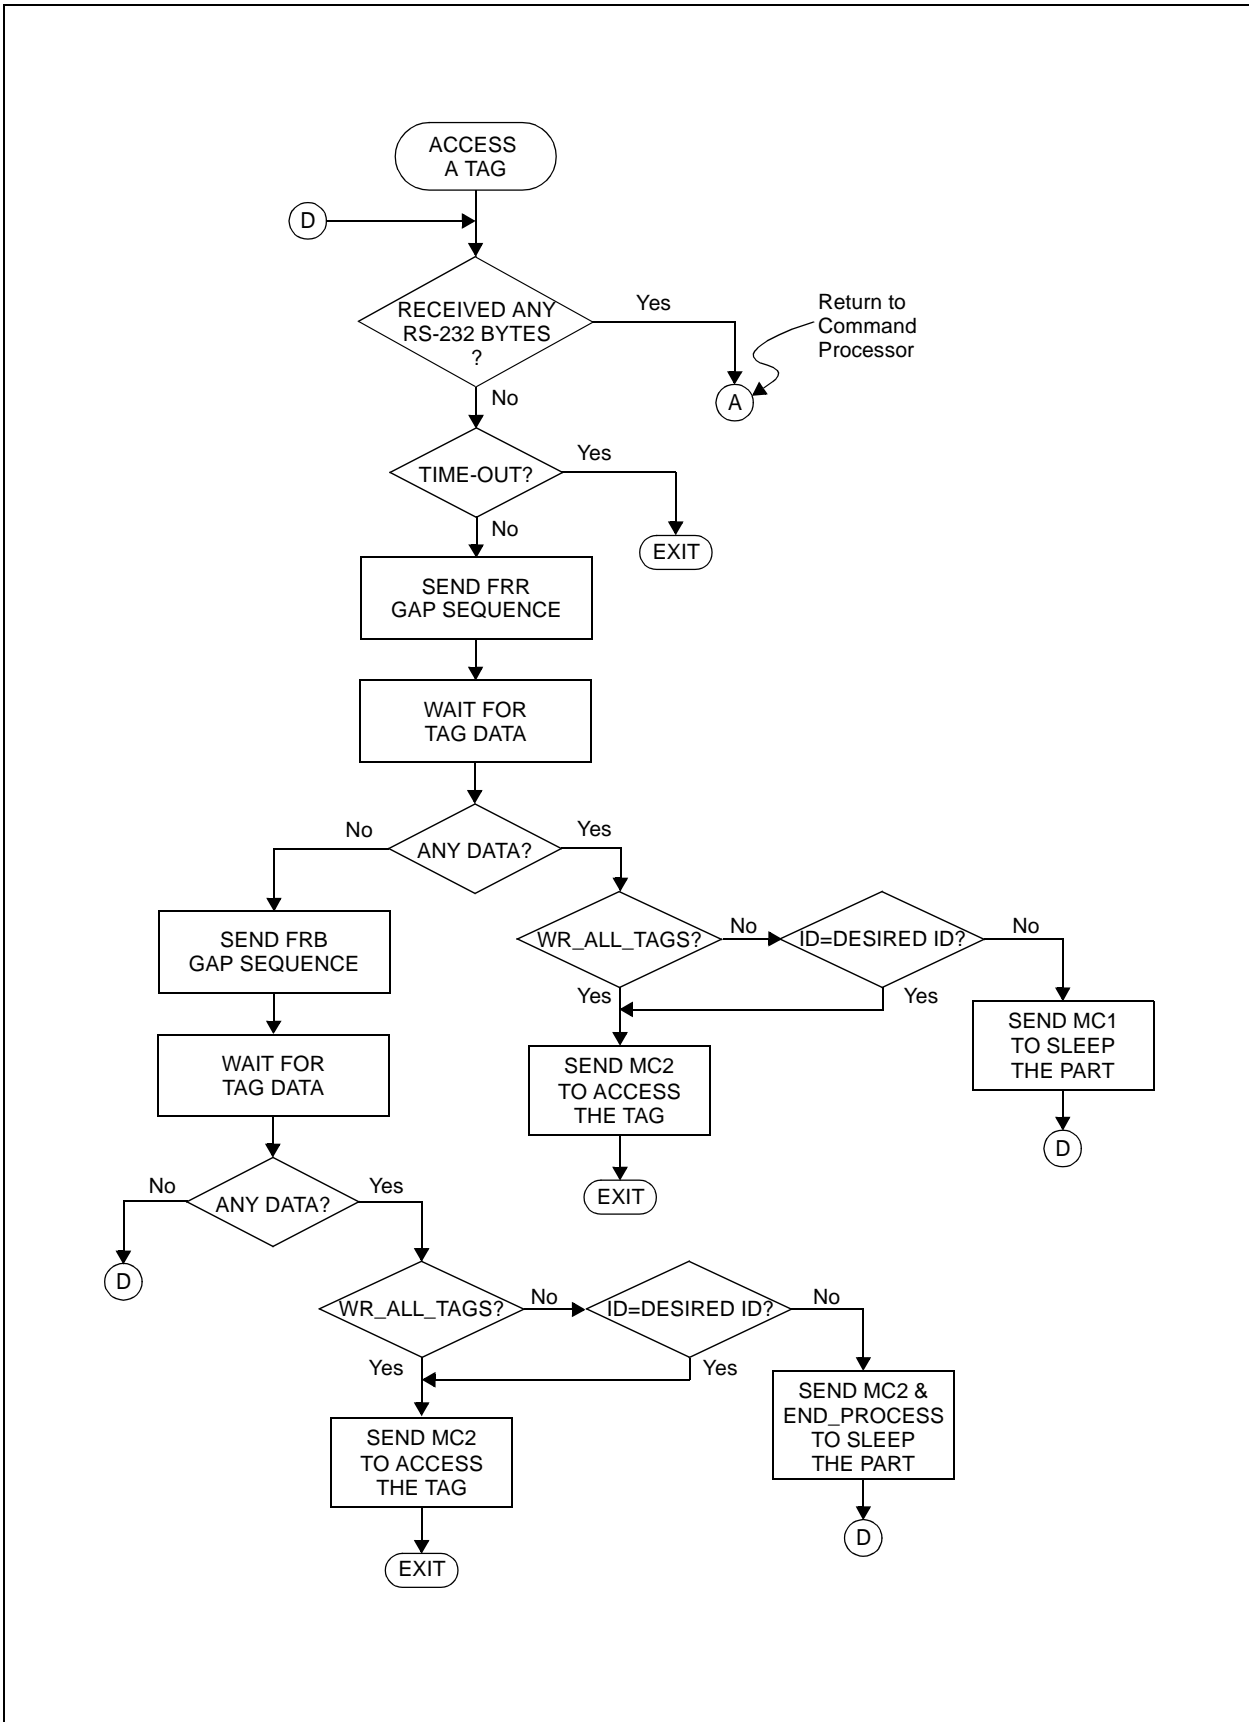 ACCESS
A TAG
D
RECEIVED ANY
RS-232 BYTES
?
Yes
Return to
Command
Processor
A
No
TIME-OUT?
Yes
EXIT
No
SEND FRR
GAP SEQUENCE
WAIT FOR
TAG DATA
ANY DATA?
No
Yes
SEND FRB
GAP SEQUENCE
WR_ALL_TAGS?
No
ID=DESIRED ID?
No
Yes
Yes
SEND MC1
TO SLEEP
THE PART
D
SEND MC2
TO ACCESS
THE TAG
EXIT
WAIT FOR
TAG DATA
ANY DATA?
No
Yes
D
WR_ALL_TAGS?
No
ID=DESIRED ID?
No
Yes
Yes
SEND MC2 &
END_PROCESS
TO SLEEP
THE PART
D
SEND MC2
TO ACCESS
THE TAG
EXIT